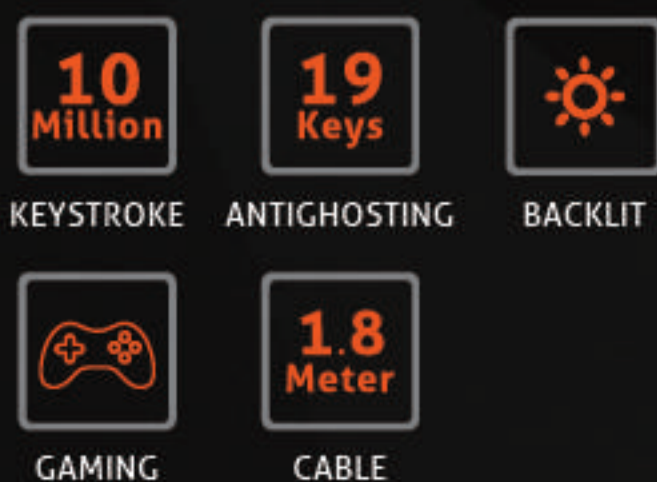 10
Million
KEYSTROKE
19
Keys
ANTIGHOSTING
BACKLIT
GAMING
1.8
Meter
CABLE